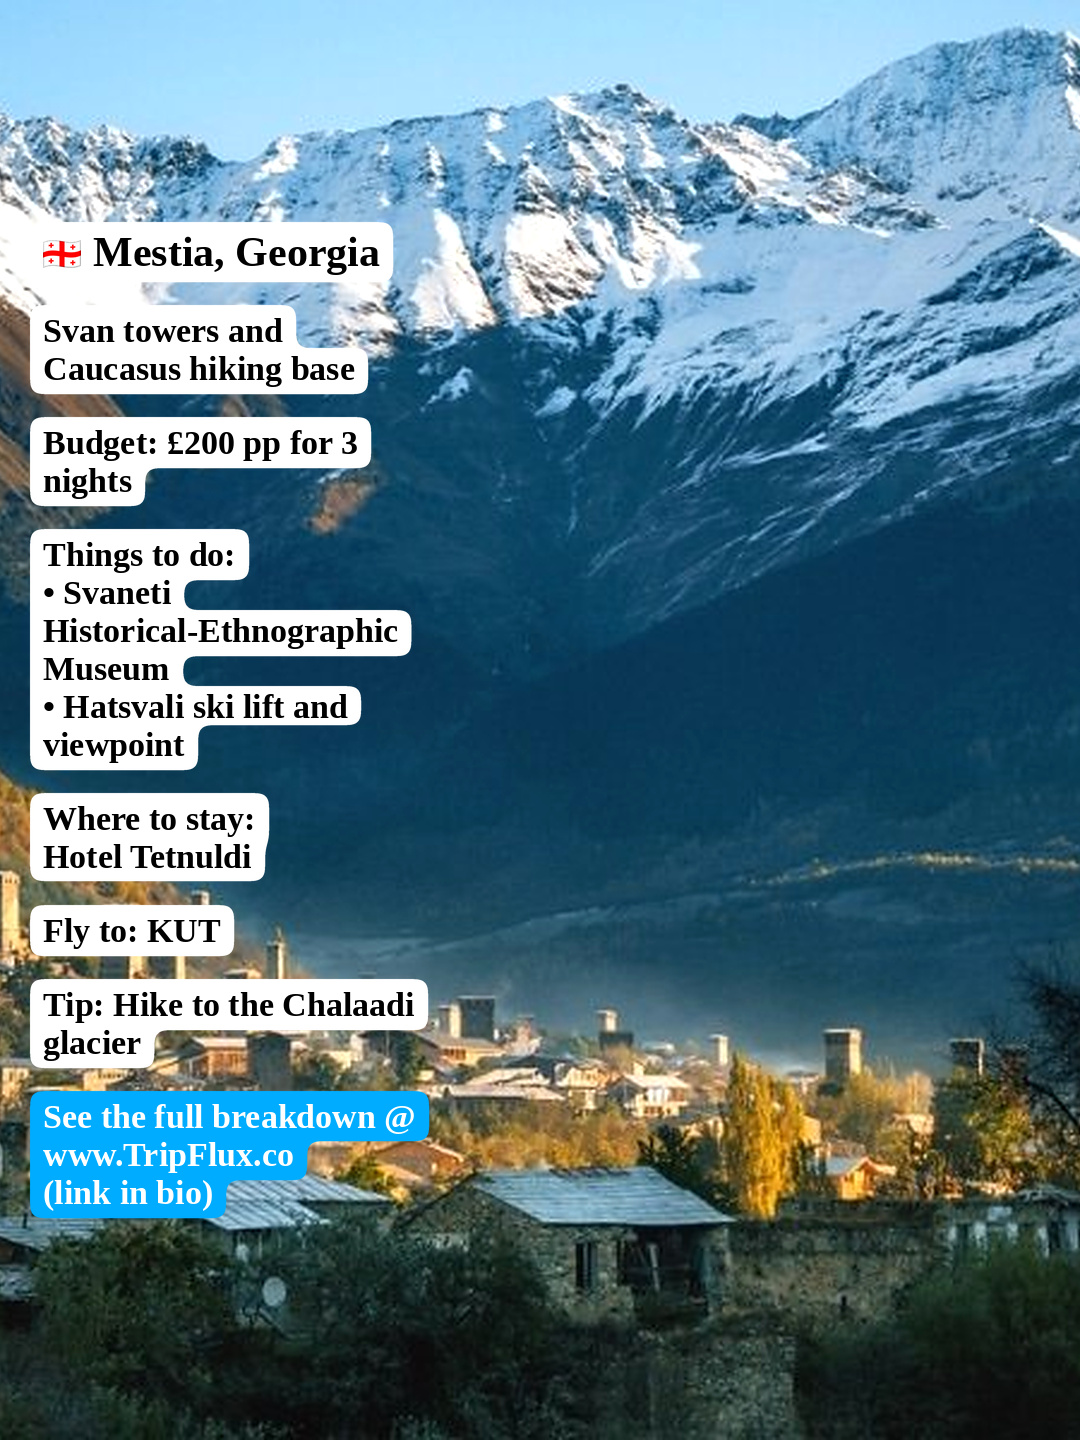 🇬🇪 Mestia, Georgia
Svan towers and
Caucasus hiking base
Budget: £200 pp for 3
nights
Things to do:
• Svaneti
Historical-Ethnographic
Museum
• Hatsvali ski lift and
viewpoint
Where to stay:
Hotel Tetnuldi
Fly to: KUT
Tip: Hike to the Chalaadi
glacier
See the full breakdown @
www.TripFlux.co
(link in bio)